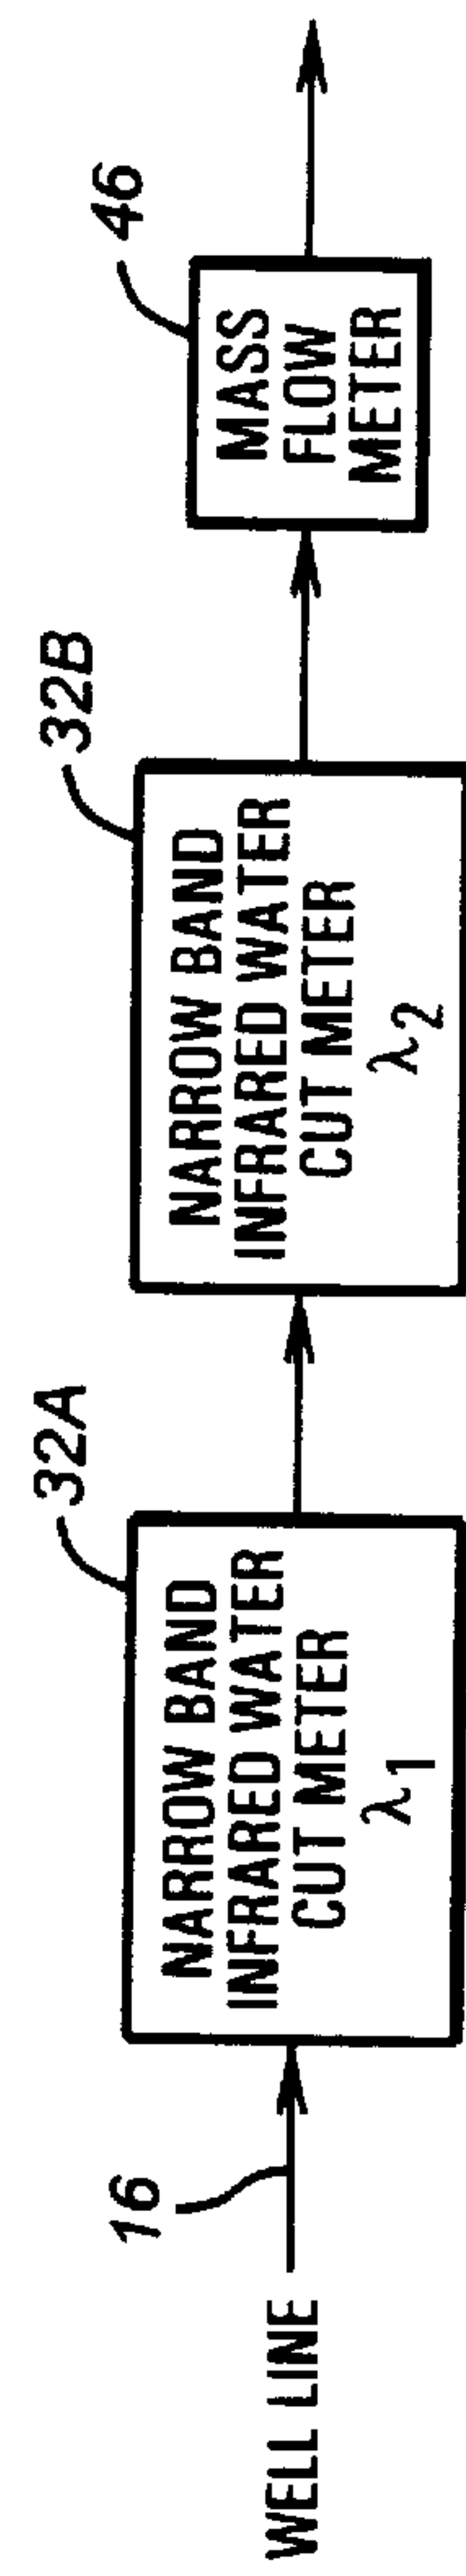 WELL LINE
16
32A
NARROW BAND
INFRARED WATER
CUT METER
λ1
32B
NARROW BAND
INFRARED WATER
CUT METER
λ2
46
MASS
FLOW
METER